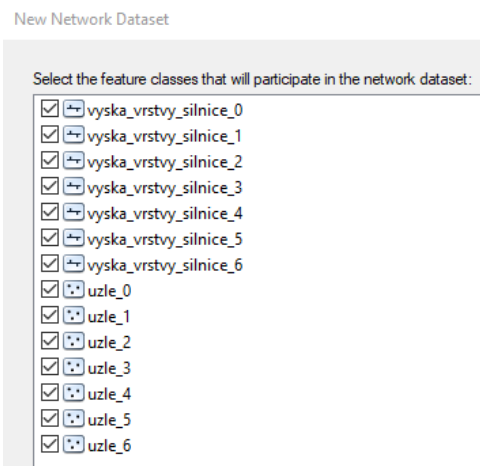 New Network Dataset
Select the feature classes that will participate in the network dataset:
vyska_vrstvy_silnice_0
vyska_vrstvy_silnice_1
vyska_vrstvy_silnice_2
vyska_vrstvy_silnice_3
vyska_vrstvy_silnice_4
vyska_vrstvy_silnice_5
vyska_vrstvy_silnice_6
uzle_0
uzle_1
uzle_2
uzle_3
uzle_4
uzle_5
uzle_6